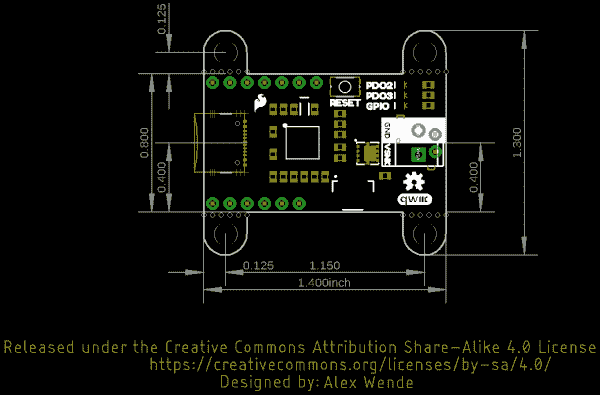 0.125
PDO2
PDO3
GPIO
RESET
GND
VSNK
0.800
0.400
1.300
0.400
qwiic
0.125
1.150
1.400inch
Released under the Creative Commons Attribution Share-Alike 4.0 License
https://creativecommons.org/licenses/by-sa/4.0/
Designed by: Alex Wende